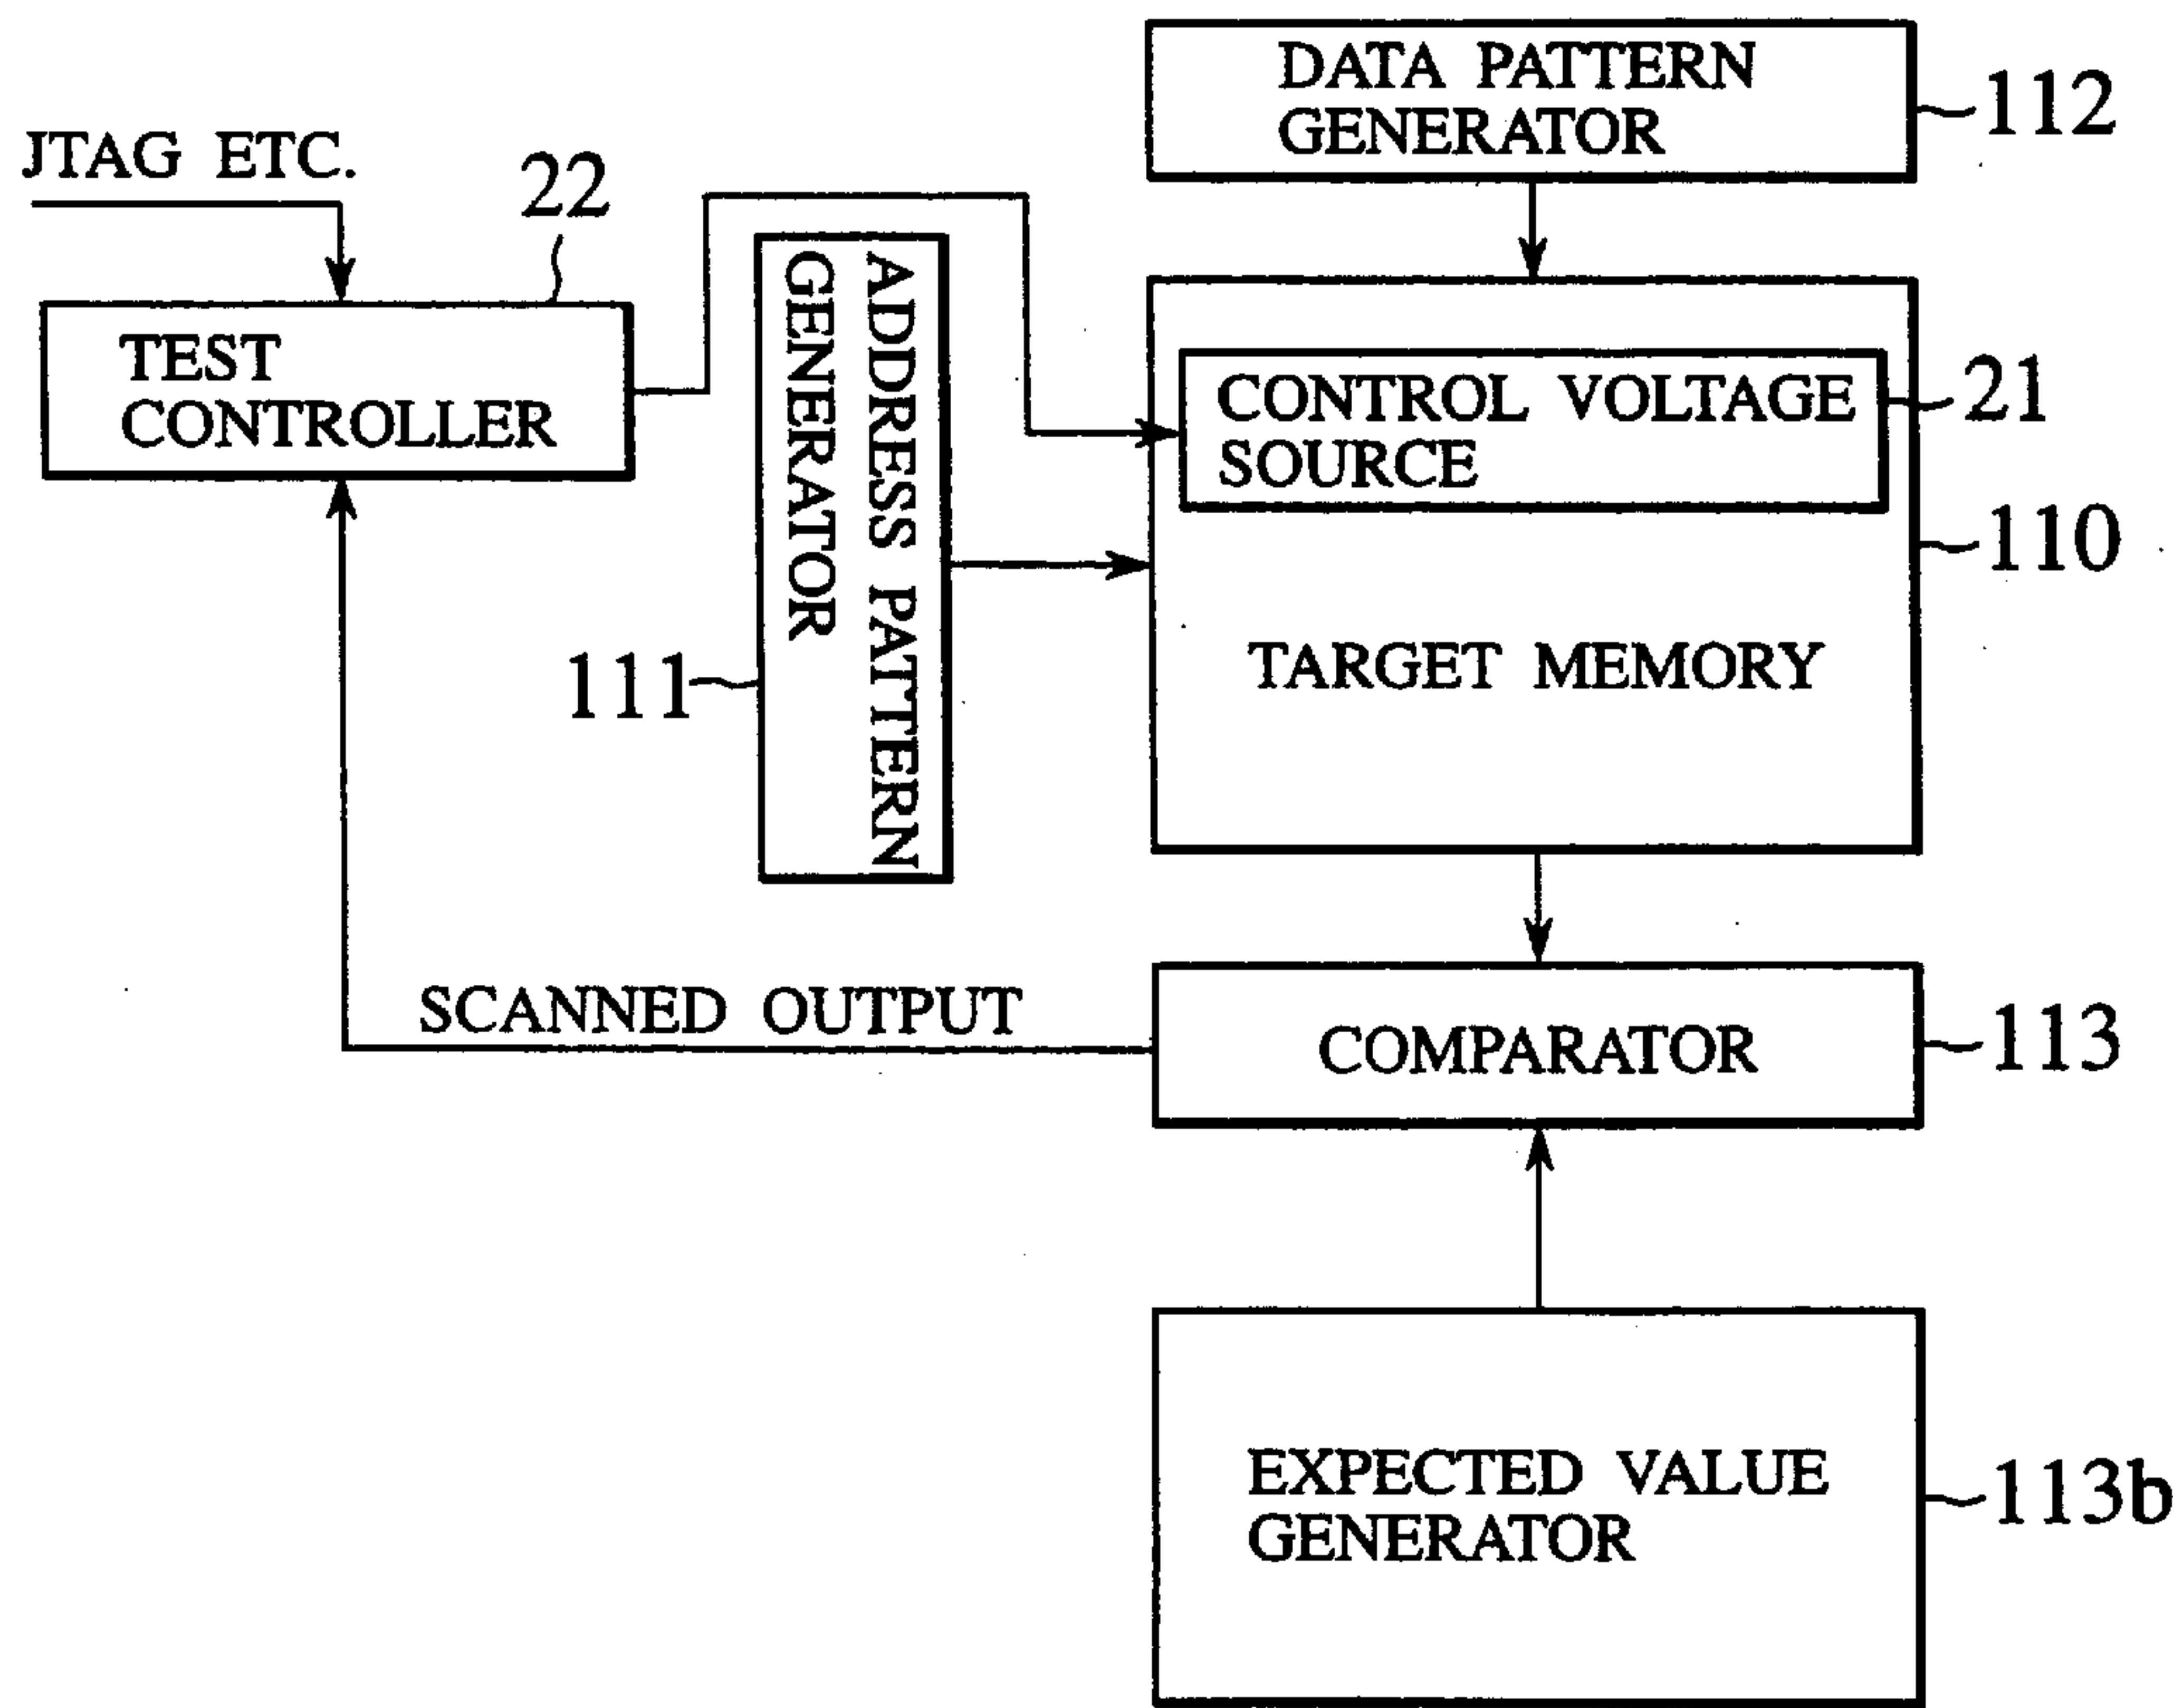 DATA PATTERN
GENERATOR
112
JTAG ETC.
22
TEST
CONTROLLER
ADDRESS PATTERN
GENERATOR
111
CONTROL VOLTAGE
SOURCE
21
110
TARGET MEMORY
SCANNED OUTPUT
COMPARATOR
113
EXPECTED VALUE
GENERATOR
113b